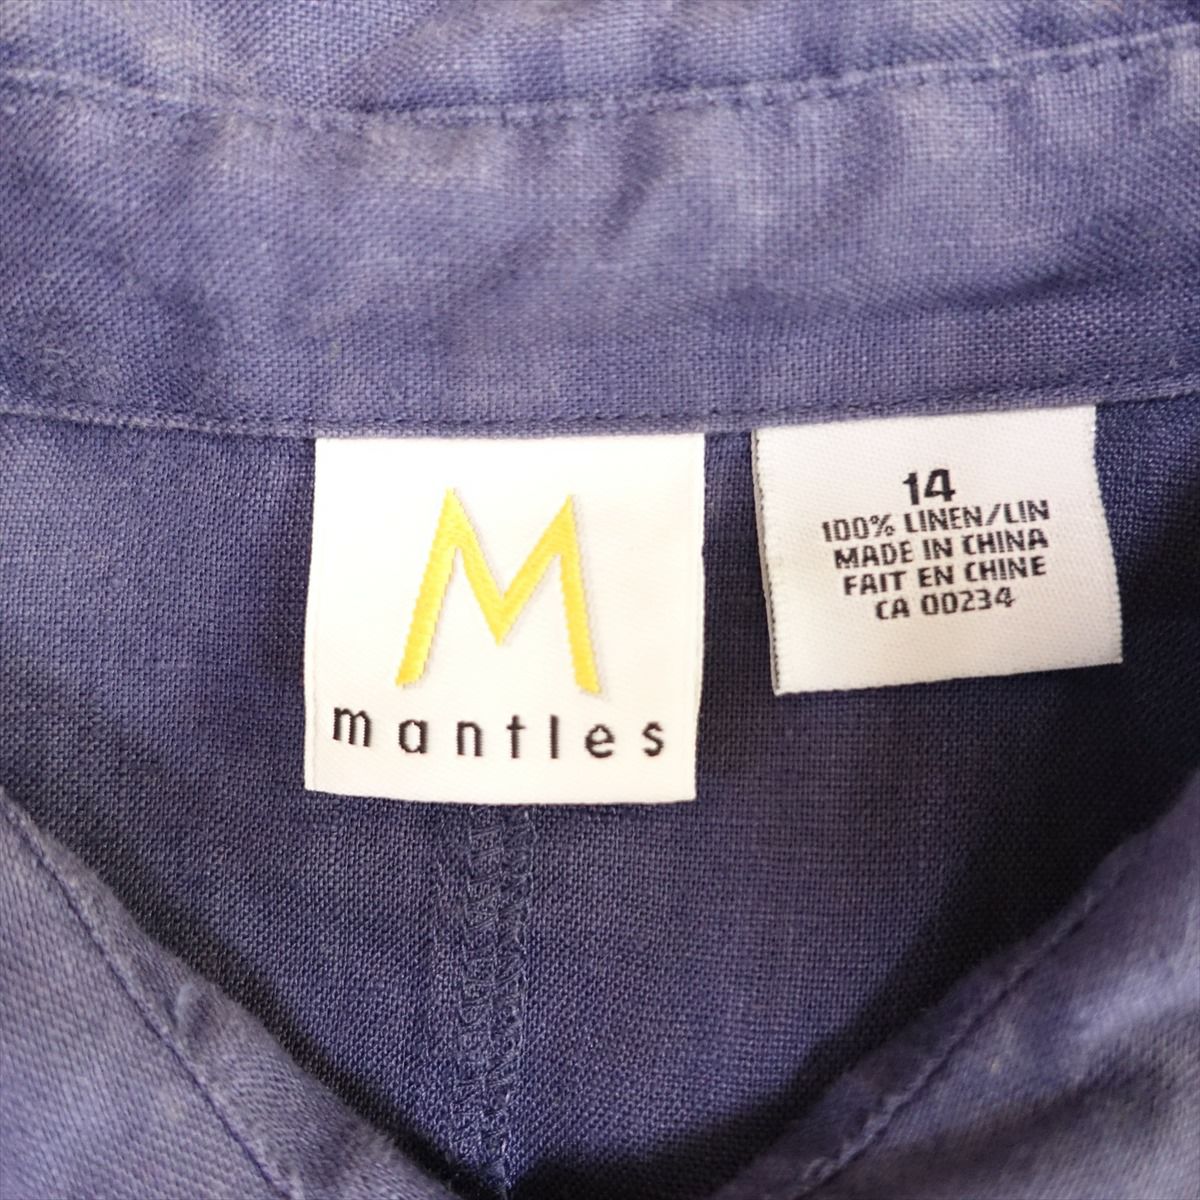 M
mantles
14
100% LINEN/LIN
MADE IN CHINA
FAIT EN CHINE
CA 00234